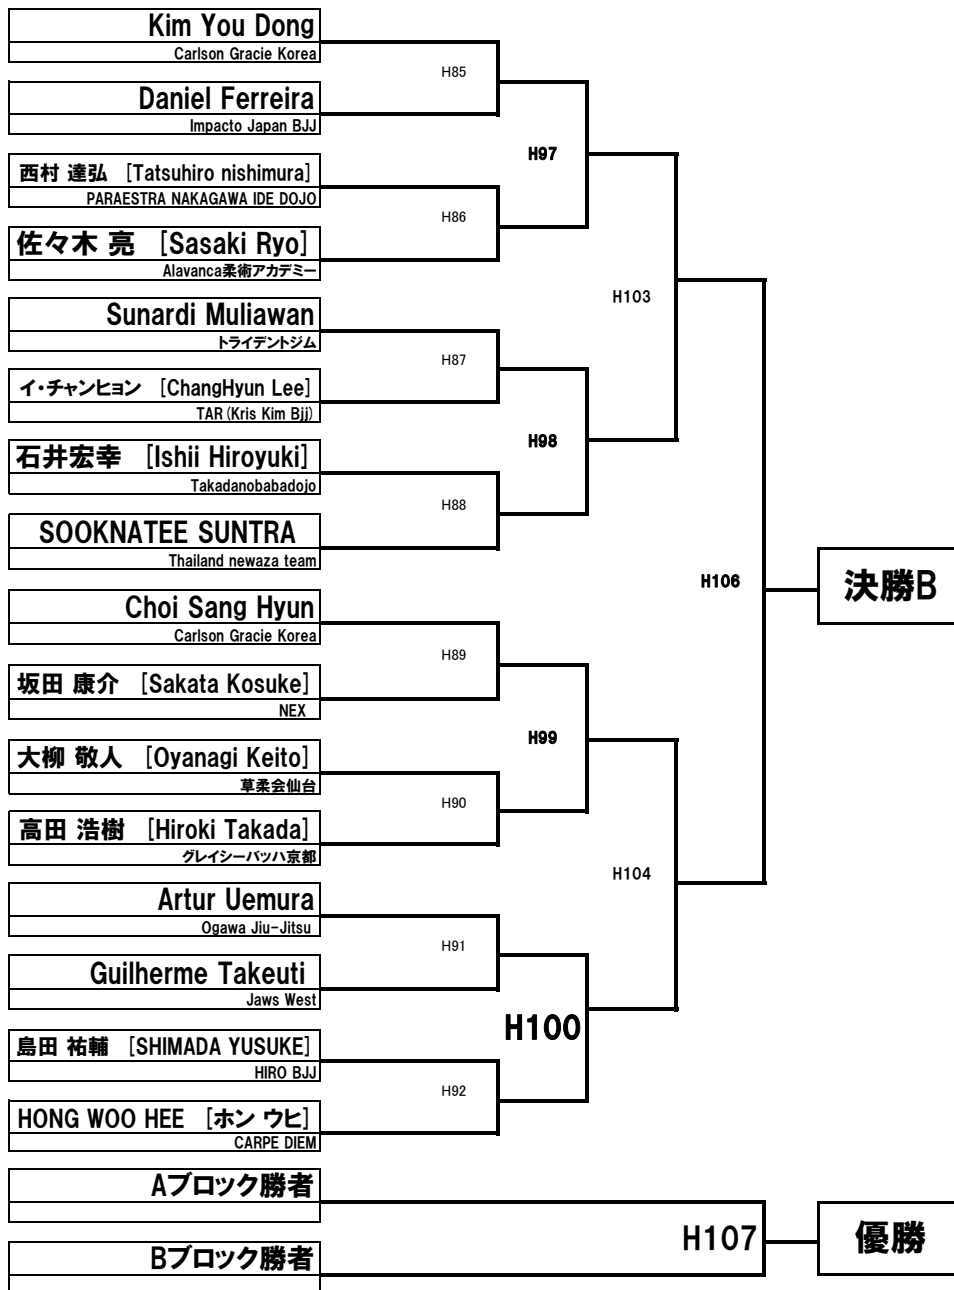 Kim You Dong
Carlson Gracie Korea
H85
Daniel Ferreira
Impacto Japan BJJ
H97
西村 達弘 [Tatsuhiro nishimura]
PARAESTRA NAKAGAWA IDE DOJO
H86
佐々木 亮 [Sasaki Ryo]
Alavanca柔術アカデミー
H103
Sunardi Muliawan
トライデントジム
H87
イ・チャンヒョン [ChangHyun Lee]
TAR (Kris Kim Bjj)
H98
石井宏幸 [Ishii Hiroyuki]
Takadanobabadojo
H88
SOOKNATEE SUNTRA
Thailand newaza team
H106
決勝B
Choi Sang Hyun
Carlson Gracie Korea
H89
坂田 康介 [Sakata Kosuke]
NEX
H99
大柳 敬人 [Oyanagi Keito]
草柔会仙台
H90
高田 浩樹 [Hiroki Takada]
グレイシーバッハ京都
H104
Artur Uemura
Ogawa Jiu-Jitsu
H91
Guilherme Takeuti
Jaws West
H100
島田 祐輔 [SHIMADA YUSUKE]
HIRO BJJ
H92
HONG WOO HEE [ホン ウヒ]
CARPE DIEM
Aブロック勝者
H107
優勝
Bブロック勝者